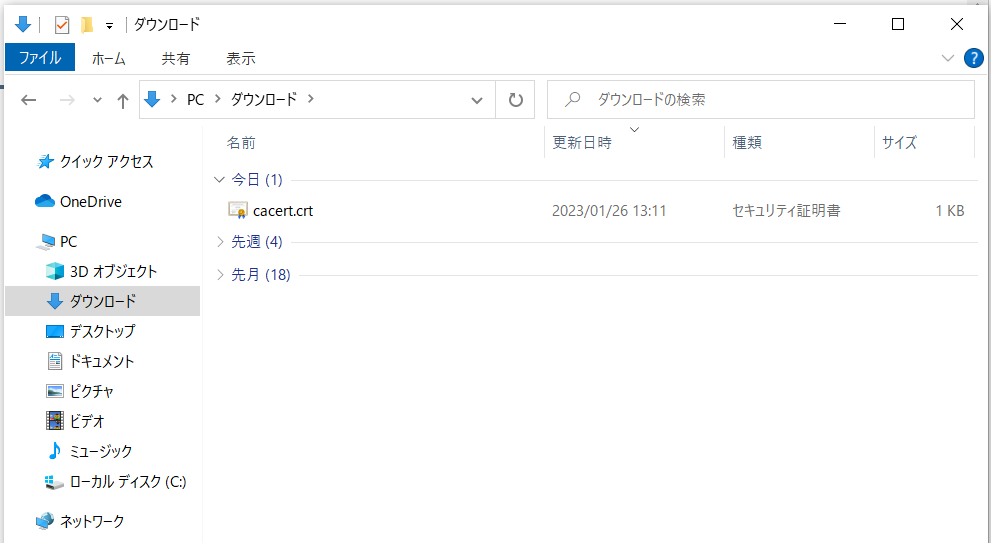 ダウンロード
ファイル ホーム 共有 表示
PC ダウンロード ダウンロードの検索
名前 更新日時 種類 サイズ
クイック アクセス
OneDrive
PC
3D オブジェクト
ダウンロード
デスクトップ
ドキュメント
ピクチャ
ビデオ
ミュージック
ローカル ディスク (C:)
ネットワーク
今日 (1)
cacert.crt 2023/01/26 13:11 セキュリティ証明書 1 KB
先週 (4)
先月 (18)